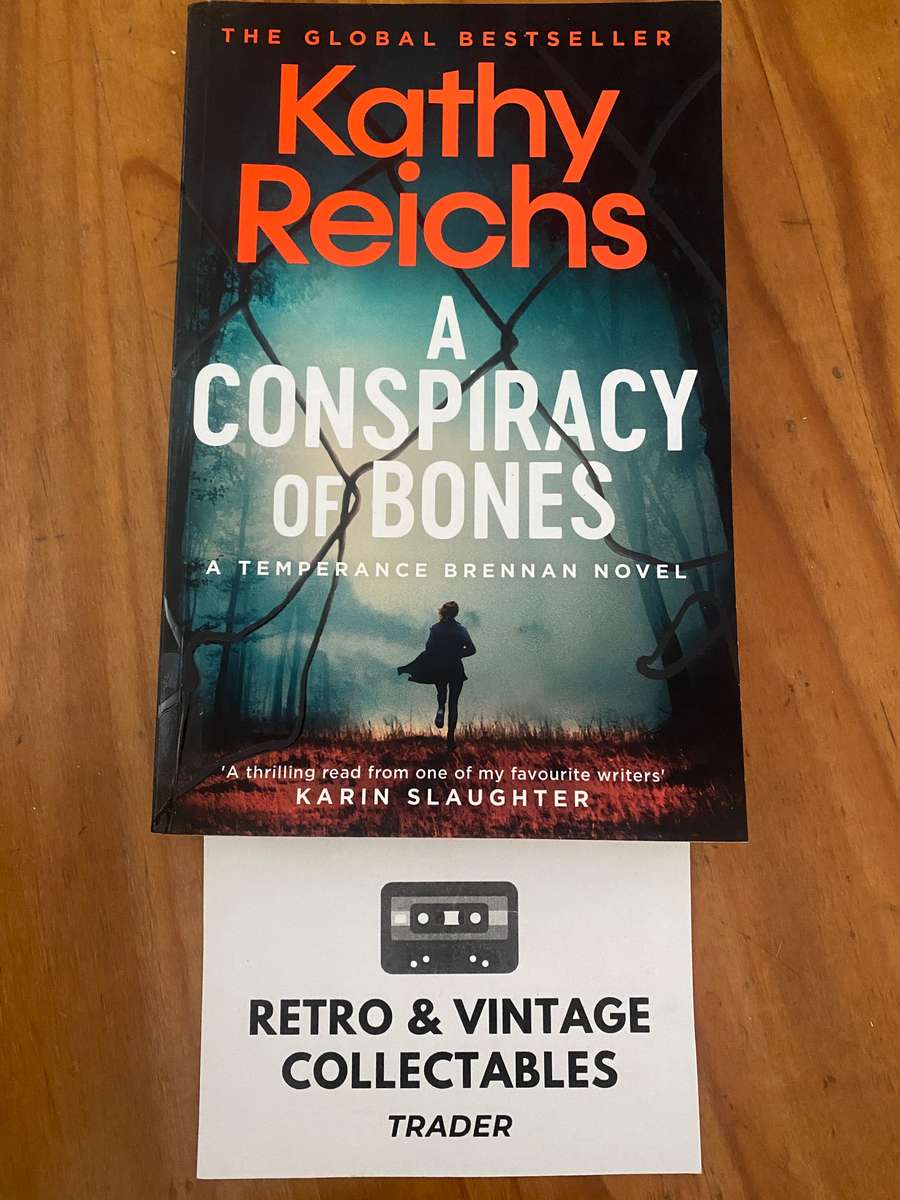 THE GLOBAL BESTSELLER
Kathy
Reichs
A
CONSPIRACY
OF BONES
A TEMPERANCE BRENNAN NOVEL
'A thrilling read from one of my favourite writers'
KARIN SLAUGHTER
RETRO & VINTAGE
COLLECTABLES
TRADER